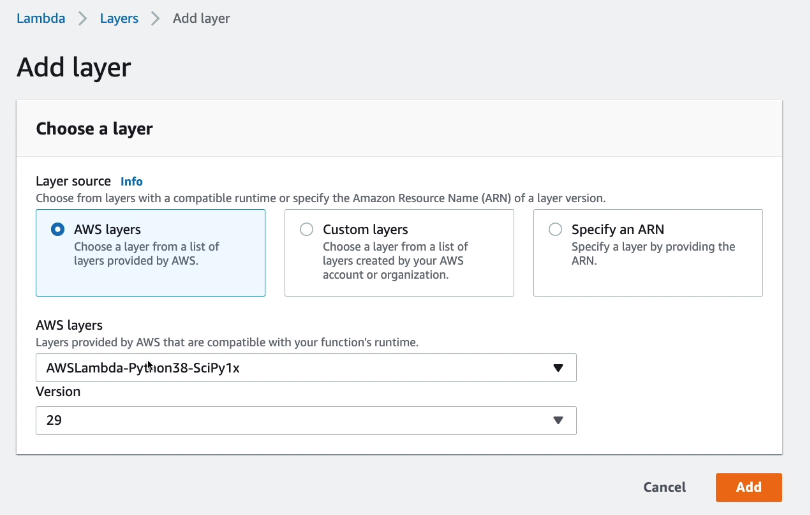 Lambda > Layers > Add layer
Add layer
Choose a layer
Layer source Info
Choose from layers with a compatible runtime or specify the Amazon Resource Name (ARN) of a layer version.
AWS layers
Choose a layer from a list of
layers provided by AWS.
Custom layers
Choose a layer from a list of
layers created by your AWS
account or organization.
Specify an ARN
Specify a layer by providing the
ARN.
AWS layers
Layers provided by AWS that are compatible with your function's runtime.
AWSLambda-Python38-SciPy1x
Version
29
Cancel Add